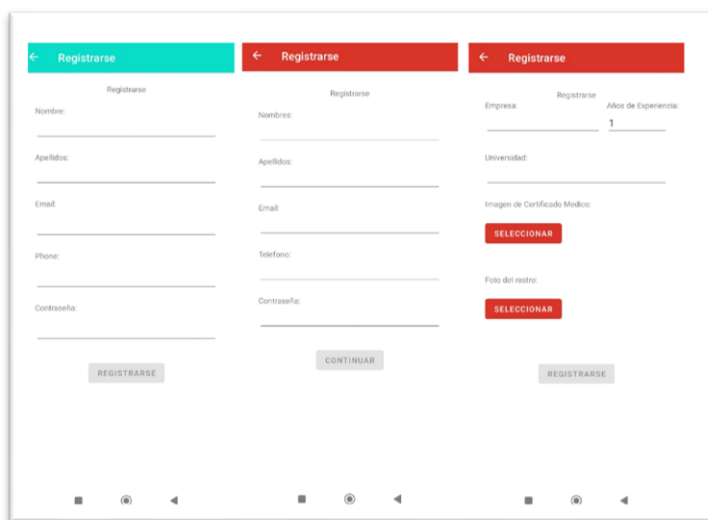 Registrarse
Registrarse
Nombre:
Apellidos:
Email:
Phone:
Contraseña:
REGISTRARSE
Registrarse
Registrarse
Nombres:
Apellidos:
Email:
Telefono:
Contraseña:
CONTINUAR
Registrarse
Registrarse
Empresa:
Años de Experiencia:
1
Universidad:
Imagen de Certificado Medico:
SELECCIONAR
Foto del rostro:
SELECCIONAR
REGISTRARSE